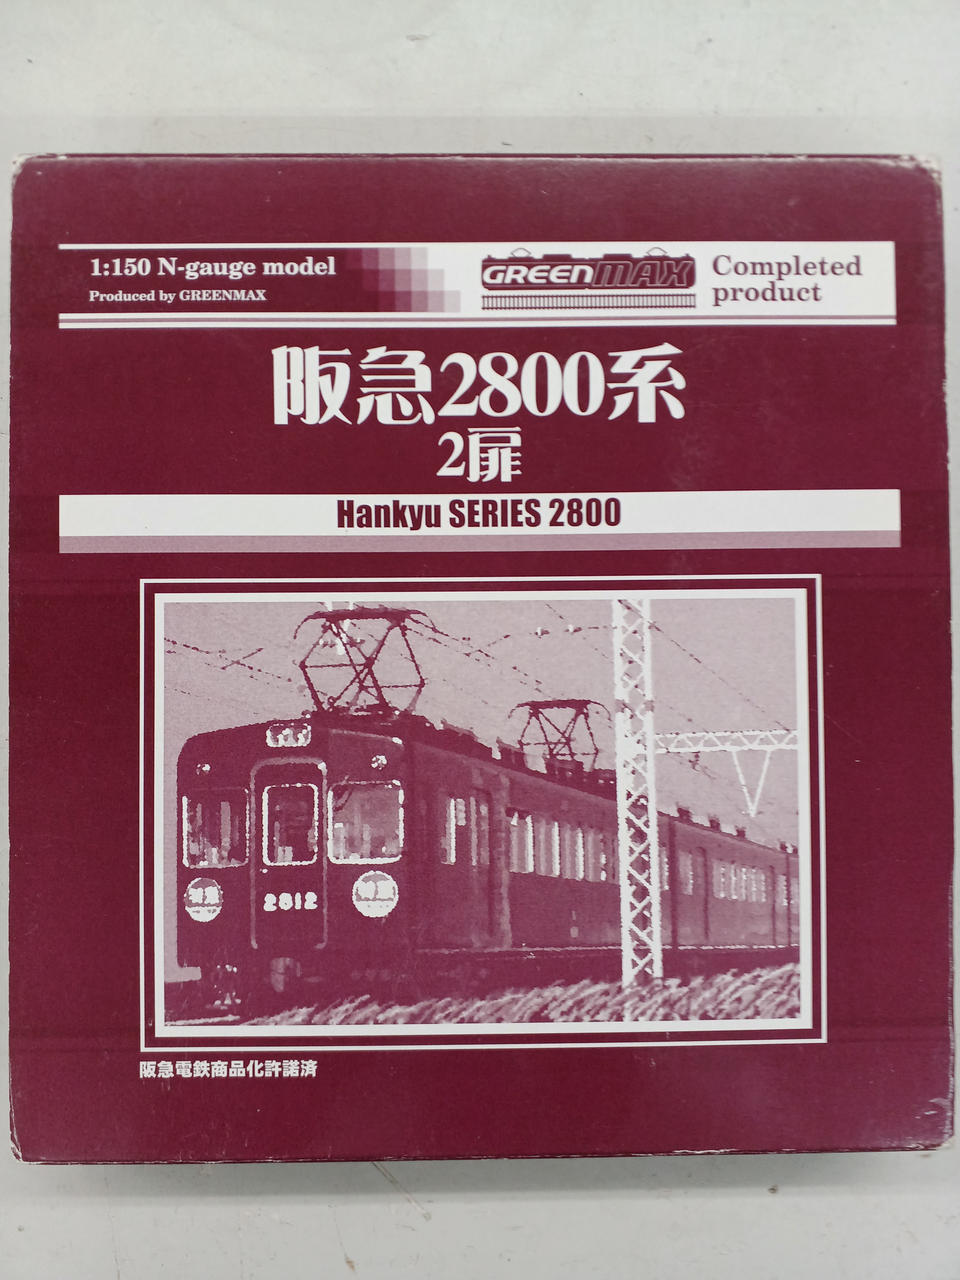 1:150 N-gauge model
Produced by GREENMAX
GREENMAX
Completed
product
阪急2800系
2扉
Hankyu SERIES 2800
2812
阪急電鉄商品化許諾済